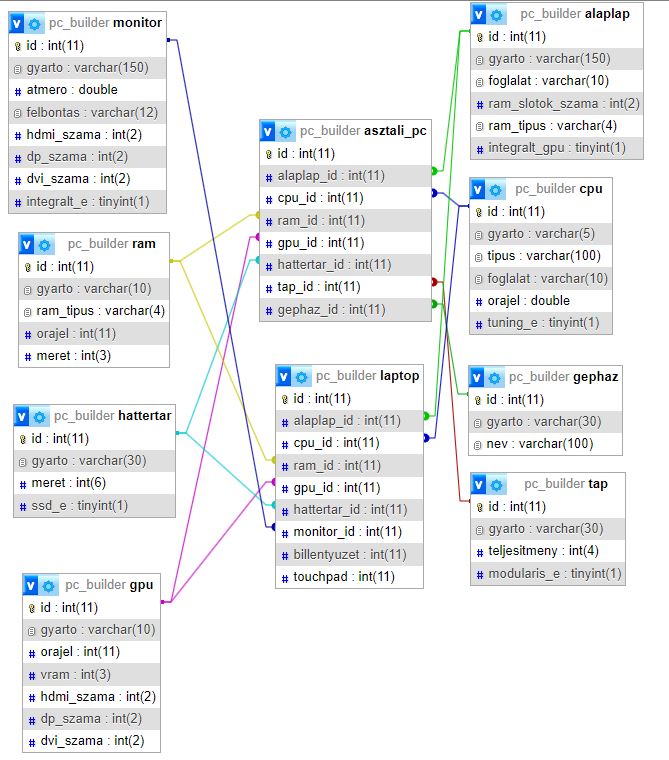 pc_builder monitor
id : int(11)
gyarto : varchar(150)
atmero : double
felbontas : varchar(12)
hdmi_szama : int(2)
dp_szama : int(2)
dvi_szama : int(2)
integralt_e : tinyint(1)
pc_builder ram
id : int(11)
gyarto : varchar(10)
ram_tipus : varchar(4)
orajel : int(11)
meret : int(3)
pc_builder hattertar
id : int(11)
gyarto : varchar(30)
meret : int(6)
ssd_e : tinyint(1)
pc_builder gpu
id : int(11)
gyarto : varchar(10)
orajel : int(11)
vram : int(3)
hdmi_szama : int(2)
dp_szama : int(2)
dvi_szama : int(2)
pc_builder asztali_pc
id : int(11)
alaplap_id : int(11)
cpu_id : int(11)
ram_id : int(11)
gpu_id : int(11)
hattertar_id : int(11)
tap_id : int(11)
gephaz_id : int(11)
pc_builder laptop
id : int(11)
alaplap_id : int(11)
cpu_id : int(11)
ram_id : int(11)
gpu_id : int(11)
hattertar_id : int(11)
monitor_id : int(11)
billentyuzet : int(11)
touchpad : int(11)
pc_builder alaplap
id : int(11)
gyarto : varchar(150)
foglalat : varchar(10)
ram_slotok_szama : int(2)
ram_tipus : varchar(4)
integralt_gpu : tinyint(1)
pc_builder cpu
id : int(11)
gyarto : varchar(5)
tipus : varchar(100)
foglalat : varchar(10)
orajel : double
tuning_e : tinyint(1)
pc_builder gephaz
id : int(11)
gyarto : varchar(30)
nev : varchar(100)
pc_builder tap
id : int(11)
gyarto : varchar(30)
teljesitmeny : int(4)
modularis_e : tinyint(1)